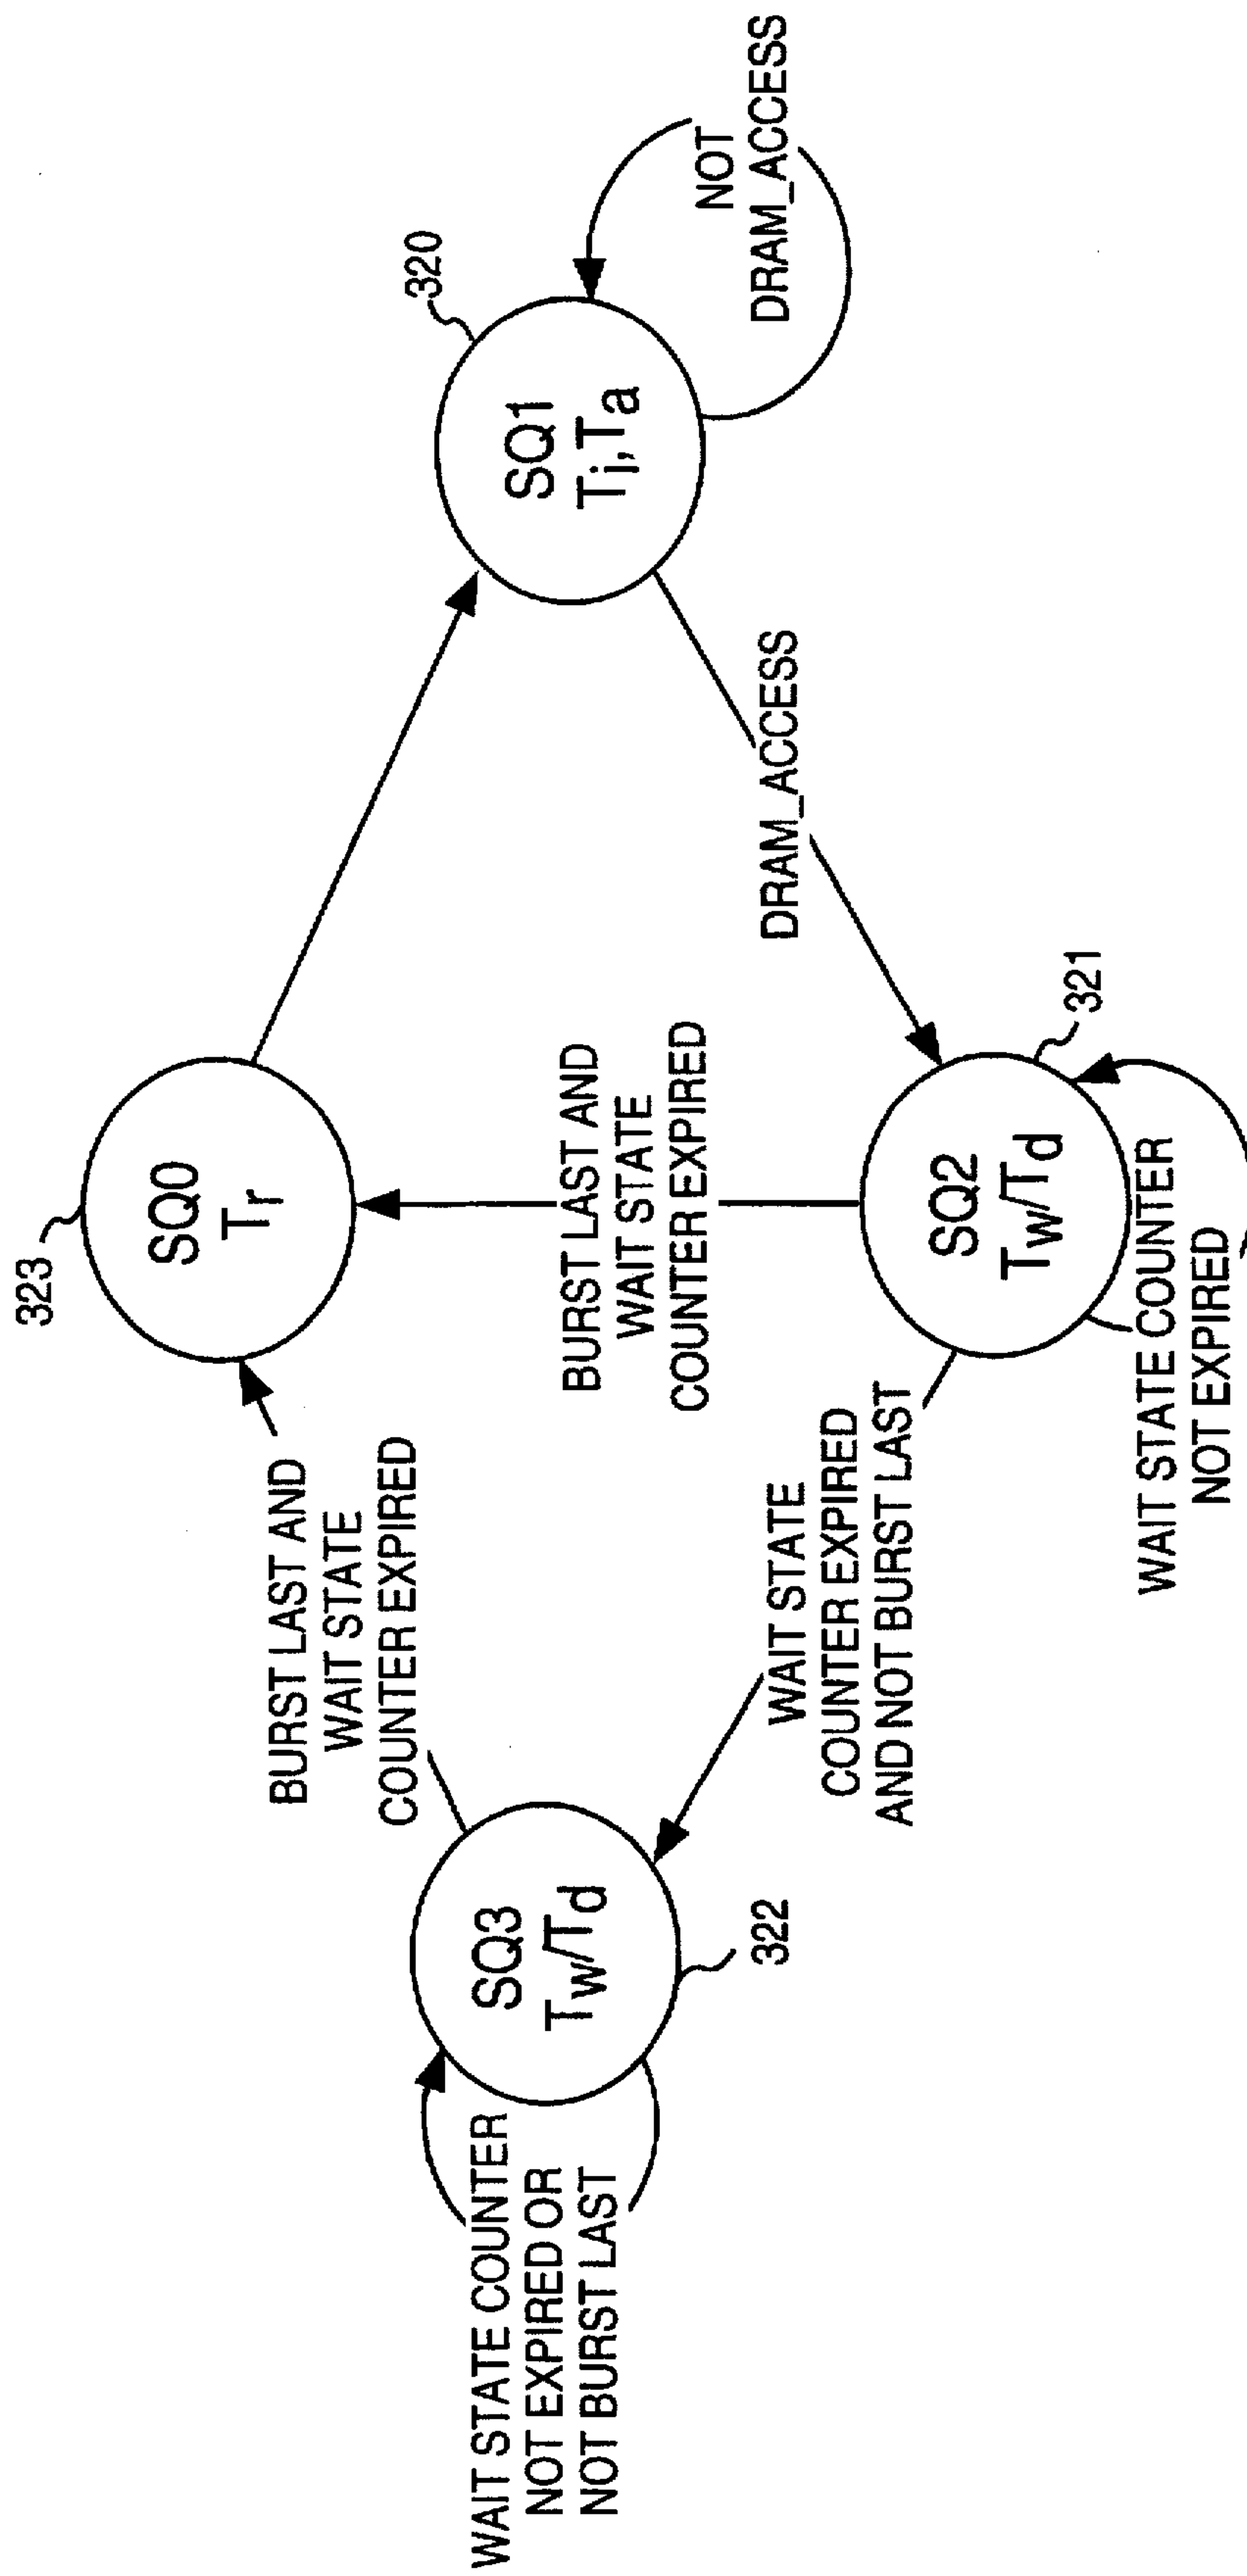 323
SQ0
Tr
BURST LAST AND
WAIT STATE
COUNTER EXPIRED
BURST LAST AND
WAIT STATE
COUNTER EXPIRED
320
SQ1
Ti,Ta
NOT
DRAM_ACCESS
DRAM_ACCESS
SQ3
Tw/Td
322
WAIT STATE COUNTER
NOT EXPIRED OR
NOT BURST LAST
WAIT STATE
COUNTER EXPIRED
AND NOT BURST LAST
SQ2
Tw/Td
321
WAIT STATE COUNTER
NOT EXPIRED